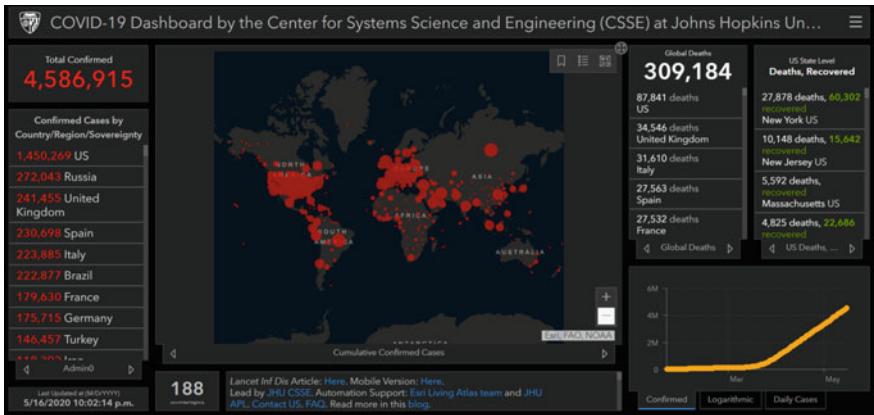 COVID-19 Dashboard by the Center for Systems Science and Engineering (CSSE) at Johns Hopkins Un...
Total Confirmed
4,586,915
Confirmed Cases by
Country/Region/Sovereignty
1,450,269 US
272,043 Russia
241,455 United
Kingdom
230,698 Spain
223,885 Italy
222,877 Brazil
179,630 France
175,715 Germany
146,457 Turkey
Admin0
Last Updated at (M/D/YYYY)
5/16/2020 10:02:14 p.m.
NORTH
AMERICA
SOUTH
AMERICA
EUROPE
ASIA
AFRICA
AUSTRALIA
ANTARCTICA
+
−
Esri, FAO, NOAA
Cumulative Confirmed Cases
188
countries/regions
Lancet Inf Dis Article: Here. Mobile Version: Here.
Lead by JHU CSSE. Automation Support: Esri Living Atlas team and JHU
APL. Contact US. FAQ. Read more in this blog.
Global Deaths
309,184
87,841 deaths
US
34,546 deaths
United Kingdom
31,610 deaths
Italy
27,563 deaths
Spain
27,532 deaths
France
Global Deaths
US State Level
Deaths, Recovered
27,878 deaths, 60,302
recovered
New York US
10,148 deaths, 15,642
recovered
New Jersey US
5,592 deaths,
recovered
Massachusetts US
4,825 deaths, 22,686
recovered
US Deaths, ...
6M
4M
2M
0
Mar
May
Confirmed
Logarithmic
Daily Cases